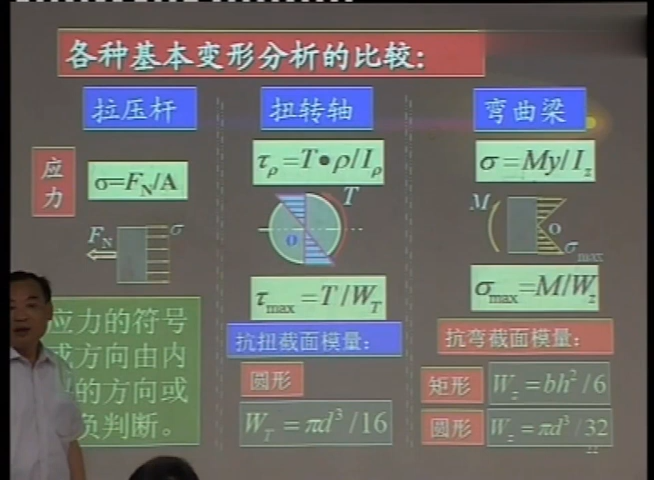 各种基本变形分析的比较:
拉压杆 扭转轴 弯曲梁
应力
σ=F_N/A
τ_ρ=T•ρ/I_ρ
σ=My/I_z
F_N σ
o T
M o σ_max
τ_max=T/W_T
σ_max=M/W_z
应力的符号
或方向由内
的方向或
负判断。
抗扭截面模量:
圆形
W_T=πd³/16
抗弯截面模量:
矩形 W_z=bh²/6
圆形 W_z=πd³/32
22